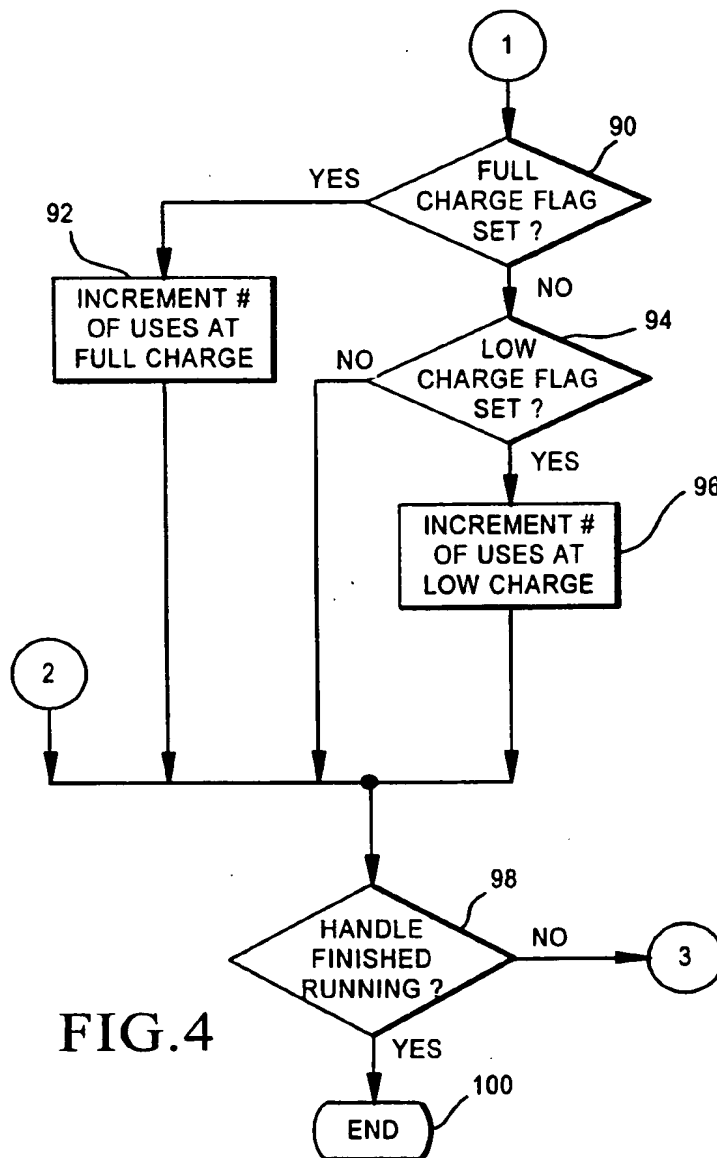 1
90
FULL
CHARGE FLAG
SET ?
YES
NO
92
INCREMENT #
OF USES AT
FULL CHARGE
94
LOW
CHARGE FLAG
SET ?
NO
YES
96
INCREMENT #
OF USES AT
LOW CHARGE
2
98
HANDLE
FINISHED
RUNNING ?
NO
3
YES
FIG.4
100
END